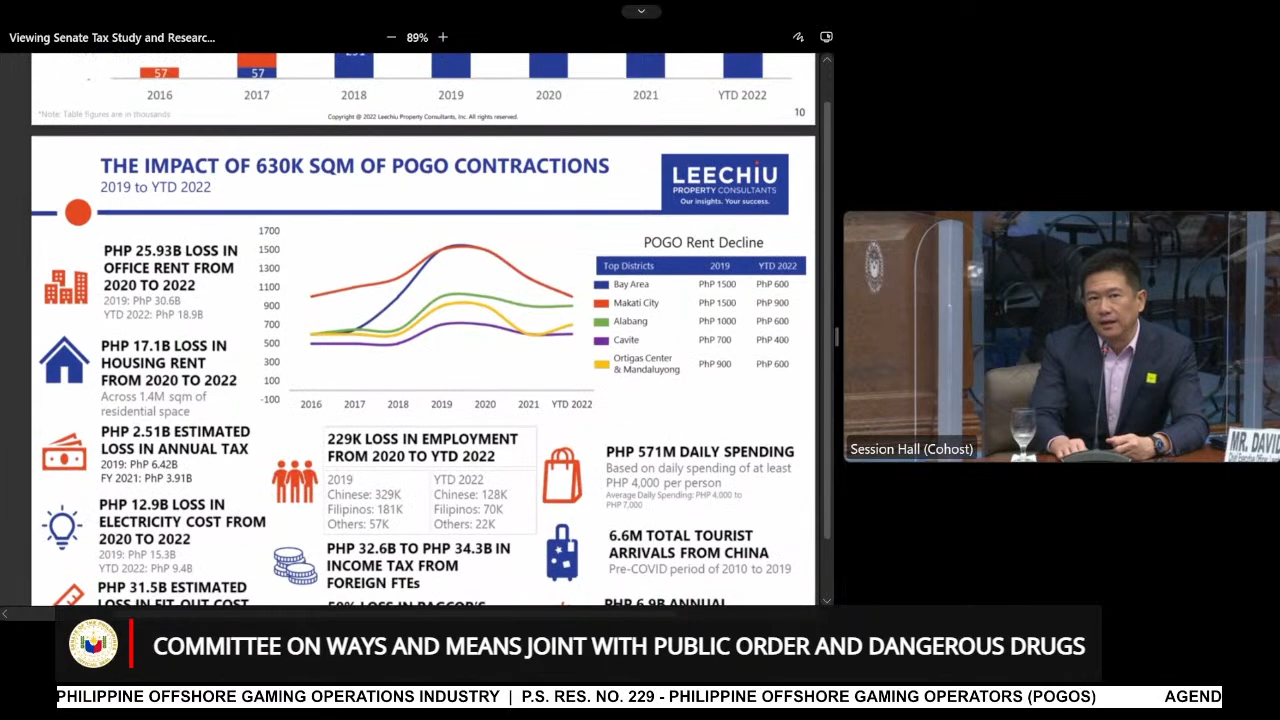 Viewing Senate Tax Study and Researc...
89%
57
57
291
2016
2017
2018
2019
2020
2021
YTD 2022
*Note: Table figures are in thousands
Copyright @ 2022 Leechiu Property Consultants, Inc. All rights reserved.
10
THE IMPACT OF 630K SQM OF POGO CONTRACTIONS
2019 to YTD 2022
LEECHiU
PROPERTY CONSULTANTS
Our insights. Your success.
PHP 25.93B LOSS IN
OFFICE RENT FROM
2020 TO 2022
2019: PhP 30.6B
YTD 2022: PhP 18.9B
PHP 17.1B LOSS IN
HOUSING RENT
FROM 2020 TO 2022
Across 1.4M sqm of
residential space
PHP 2.51B ESTIMATED
LOSS IN ANNUAL TAX
2019: PHP 6.42B
FY 2021: PHP 3.91B
PHP 12.9B LOSS IN
ELECTRICITY COST FROM
2020 TO 2022
2019: PhP 15.3B
YTD 2022: PHP 9.4B
PHP 31.5B ESTIMATED
LOSS IN FIT-OUT COST
1700
1500
1300
1100
900
700
500
300
100
-100
2016
2017
2018
2019
2020
2021
YTD 2022
POGO Rent Decline
Top Districts 2019 YTD 2022
Bay Area PhP 1500 PhP 600
Makati City PhP 1500 PhP 900
Alabang PhP 1000 PhP 600
Cavite PhP 700 PhP 400
Ortigas Center
& Mandaluyong PhP 900 PhP 600
229K LOSS IN EMPLOYMENT
FROM 2020 TO YTD 2022
2019
Chinese: 329K
Filipinos: 181K
Others: 57K
YTD 2022
Chinese: 128K
Filipinos: 70K
Others: 22K
PHP 32.6B TO PHP 34.3B IN
INCOME TAX FROM
FOREIGN FTEs
50% LOSS IN PAGCOR'S
PHP 571M DAILY SPENDING
Based on daily spending of at least
PHP 4,000 per person
Average Daily Spending: PHP 4,000 to
PHP 7,000
6.6M TOTAL TOURIST
ARRIVALS FROM CHINA
Pre-COVID period of 2010 to 2019
PHP 6.9B ANNUAL
Session Hall (Cohost)
MR. DAVID
COMMITTEE ON WAYS AND MEANS JOINT WITH PUBLIC ORDER AND DANGEROUS DRUGS
PHILIPPINE OFFSHORE GAMING OPERATIONS INDUSTRY | P.S. RES. NO. 229 - PHILIPPINE OFFSHORE GAMING OPERATORS (POGOS) AGEND